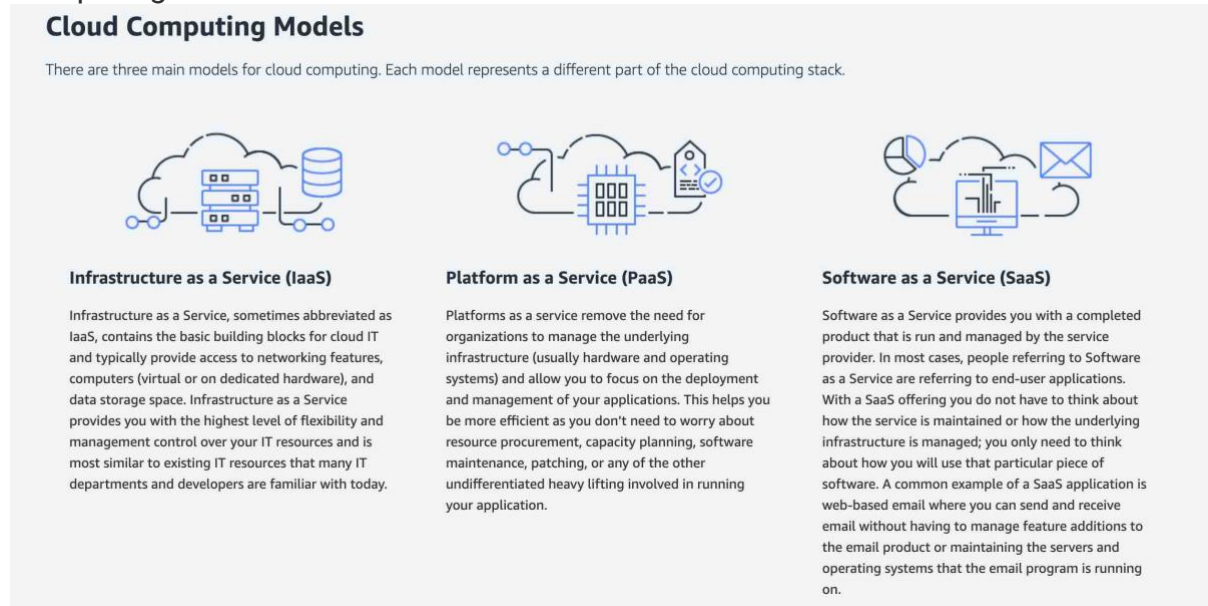 Cloud Computing Models
There are three main models for cloud computing. Each model represents a different part of the cloud computing stack.
Infrastructure as a Service (IaaS)
Infrastructure as a Service, sometimes abbreviated as
IaaS, contains the basic building blocks for cloud IT
and typically provide access to networking features,
computers (virtual or on dedicated hardware), and
data storage space. Infrastructure as a Service
provides you with the highest level of flexibility and
management control over your IT resources and is
most similar to existing IT resources that many IT
departments and developers are familiar with today.
Platform as a Service (PaaS)
Platforms as a service remove the need for
organizations to manage the underlying
infrastructure (usually hardware and operating
systems) and allow you to focus on the deployment
and management of your applications. This helps you
be more efficient as you don't need to worry about
resource procurement, capacity planning, software
maintenance, patching, or any of the other
undifferentiated heavy lifting involved in running
your application.
Software as a Service (SaaS)
Software as a Service provides you with a completed
product that is run and managed by the service
provider. In most cases, people referring to Software
as a Service are referring to end-user applications.
With a SaaS offering you do not have to think about
how the service is maintained or how the underlying
infrastructure is managed; you only need to think
about how you will use that particular piece of
software. A common example of a SaaS application is
web-based email where you can send and receive
email without having to manage feature additions to
the email product or maintaining the servers and
operating systems that the email program is running
on.